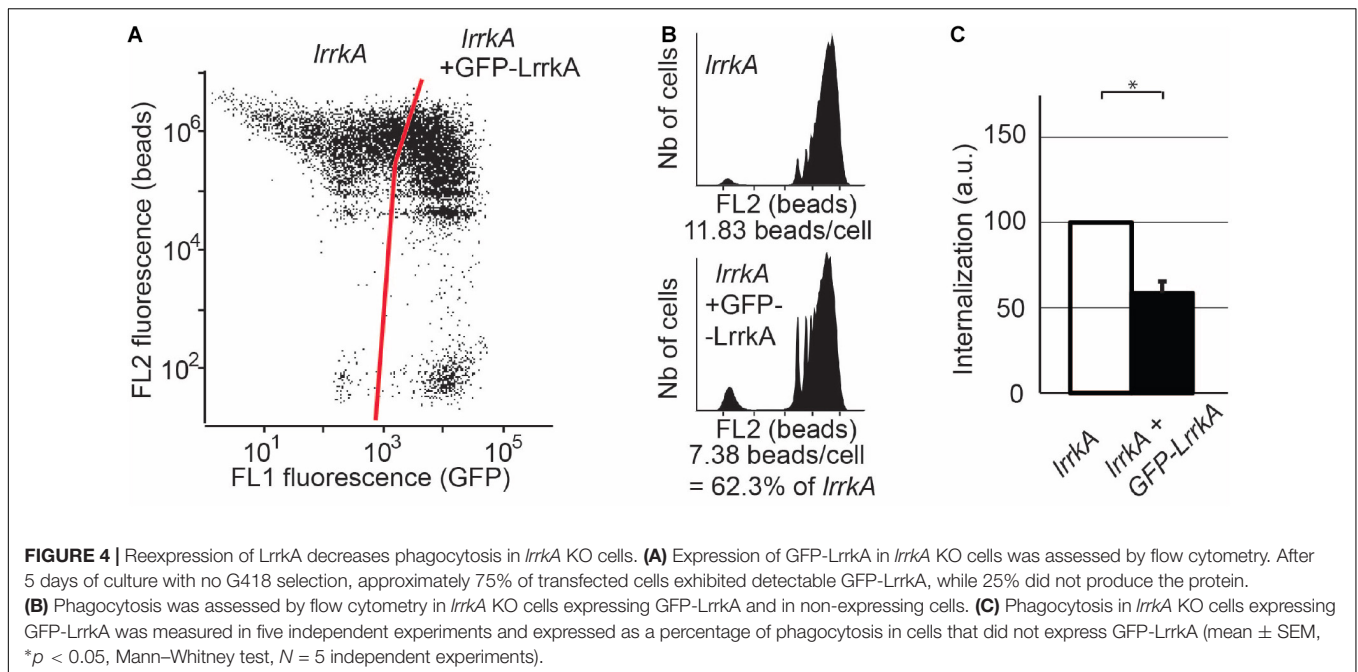 A
lrrkA
lrrkA
+GFP-LrrkA
FL2 fluorescence (beads)
10^6
10^4
10^2
10^1
10^3
10^5
FL1 fluorescence (GFP)
B
Nb of cells
lrrkA
FL2 (beads)
11.83 beads/cell
Nb of cells
lrrkA
+GFP-
-LrrkA
FL2 (beads)
7.38 beads/cell
= 62.3% of lrrkA
C
*
Internalization (a.u.)
150
100
50
0
lrrkA
lrrkA +
GFP-LrrkA
FIGURE 4 | Reexpression of LrrkA decreases phagocytosis in lrrkA KO cells. (A) Expression of GFP-LrrkA in lrrkA KO cells was assessed by flow cytometry. After
5 days of culture with no G418 selection, approximately 75% of transfected cells exhibited detectable GFP-LrrkA, while 25% did not produce the protein.
(B) Phagocytosis was assessed by flow cytometry in lrrkA KO cells expressing GFP-LrrkA and in non-expressing cells. (C) Phagocytosis in lrrkA KO cells expressing
GFP-LrrkA was measured in five independent experiments and expressed as a percentage of phagocytosis in cells that did not express GFP-LrrkA (mean ± SEM,
*p < 0.05, Mann–Whitney test, N = 5 independent experiments).